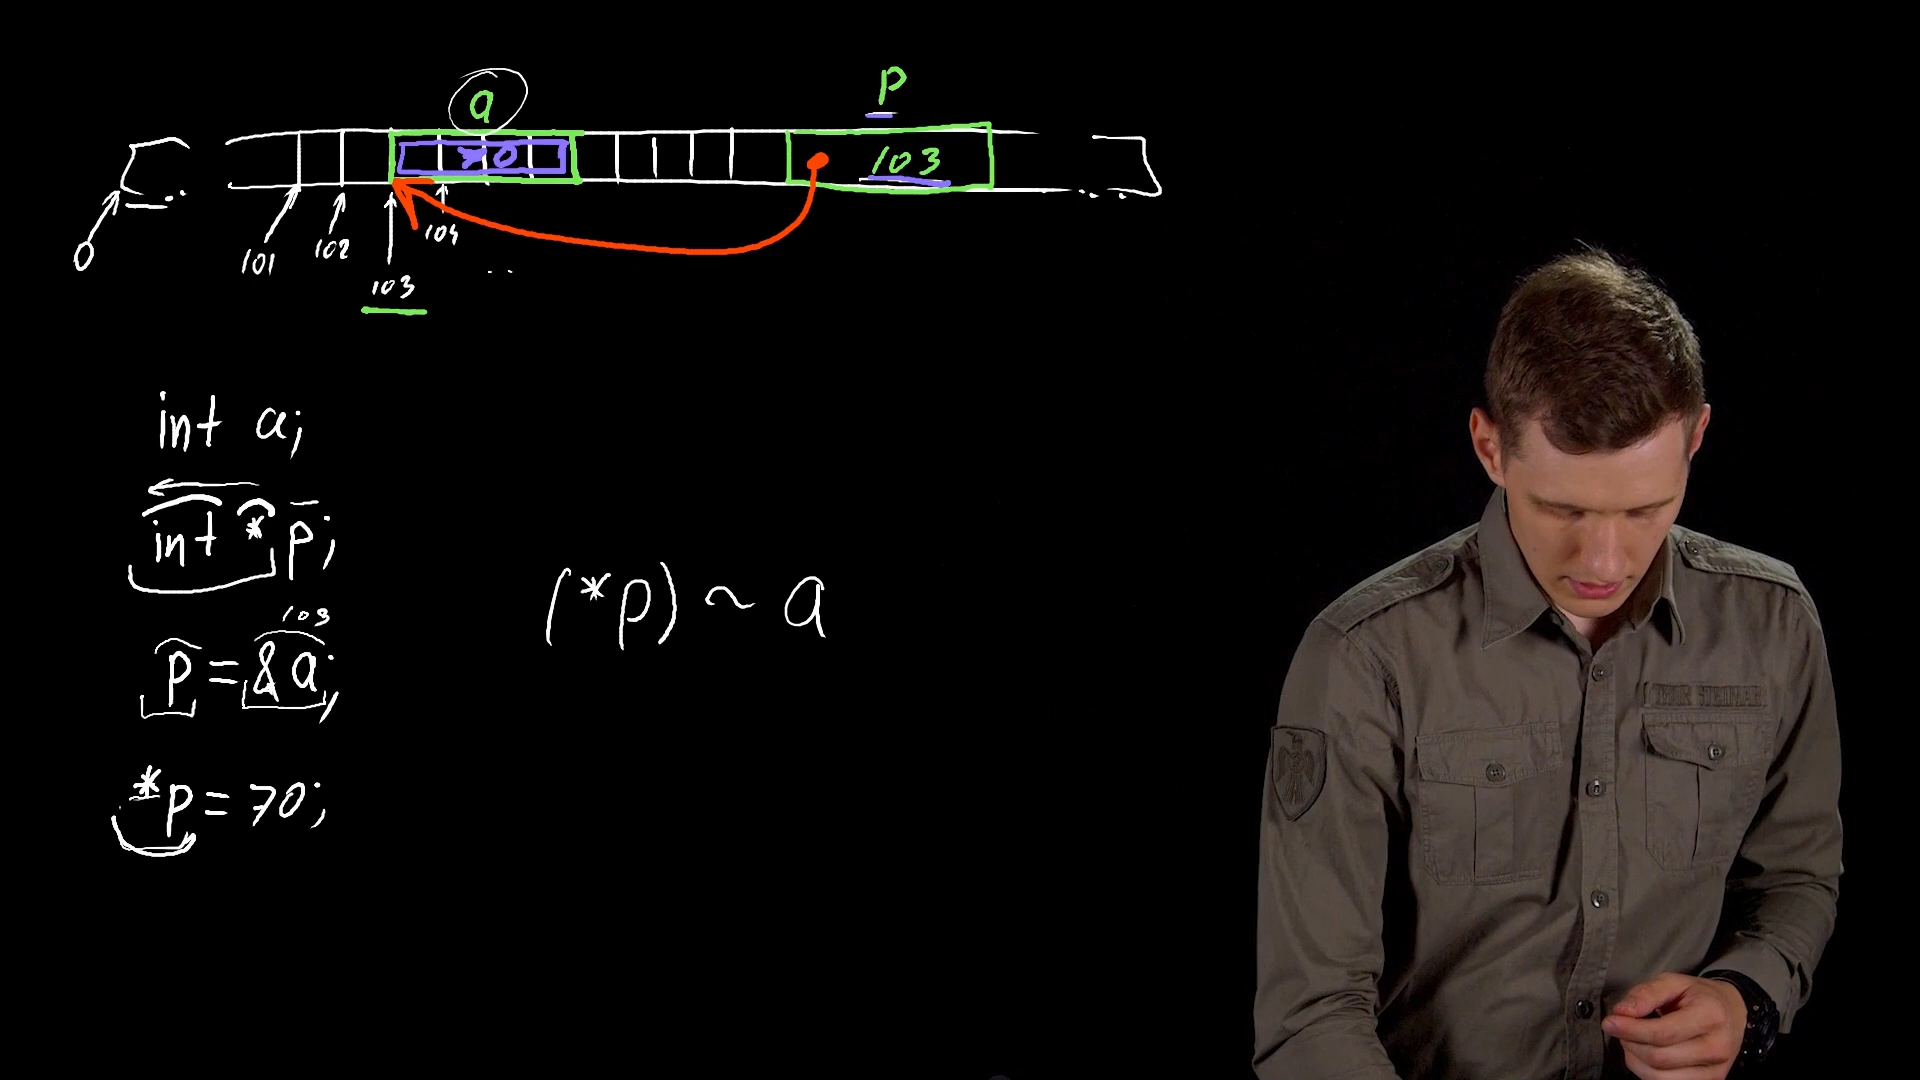 a
p
70
103
0
101
102
103
104
..
int a;
int * p;
103
p = &a;
*p = 70;
(*p) ~ a